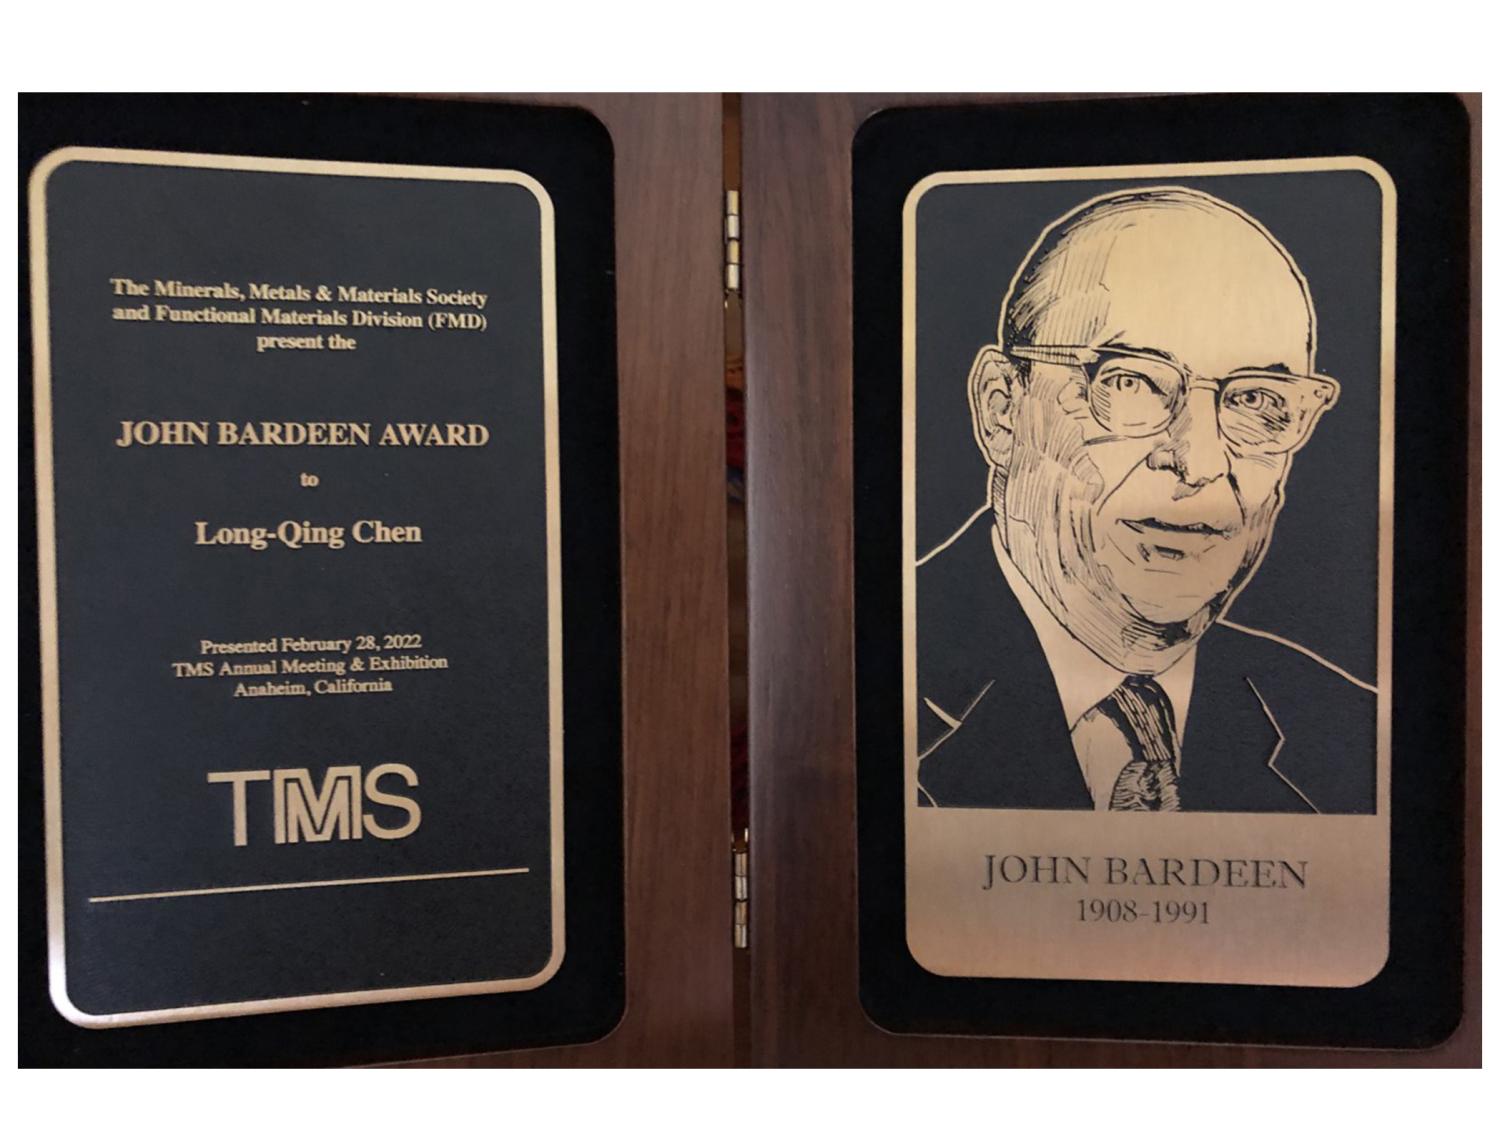 The Minerals, Metals & Materials Society
and Functional Materials Division (FMD)
present the
JOHN BARDEEN AWARD
to
Long-Qing Chen
Presented February 28, 2022
TMS Annual Meeting & Exhibition
Anaheim, California
TMS
JOHN BARDEEN
1908-1991